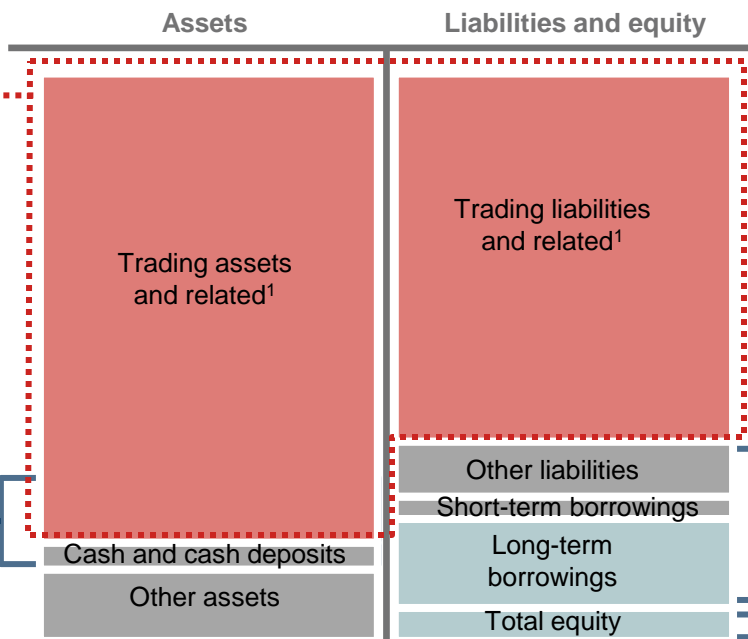 Assets
Liabilities and equity
Trading assets
and related¹
Cash and cash deposits
Other assets
Trading liabilities
and related¹
Other liabilities
Short-term borrowings
Long-term
borrowings
Total equity